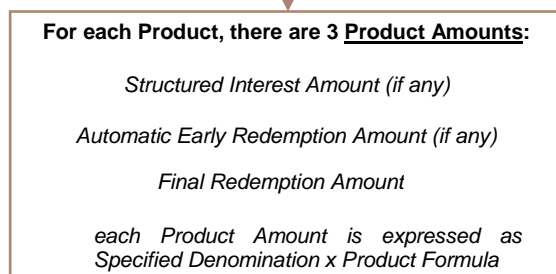 For each Product, there are 3 Product Amounts:
Structured Interest Amount (if any)
Automatic Early Redemption Amount (if any)
Final Redemption Amount
each Product Amount is expressed as
Specified Denomination x Product Formula